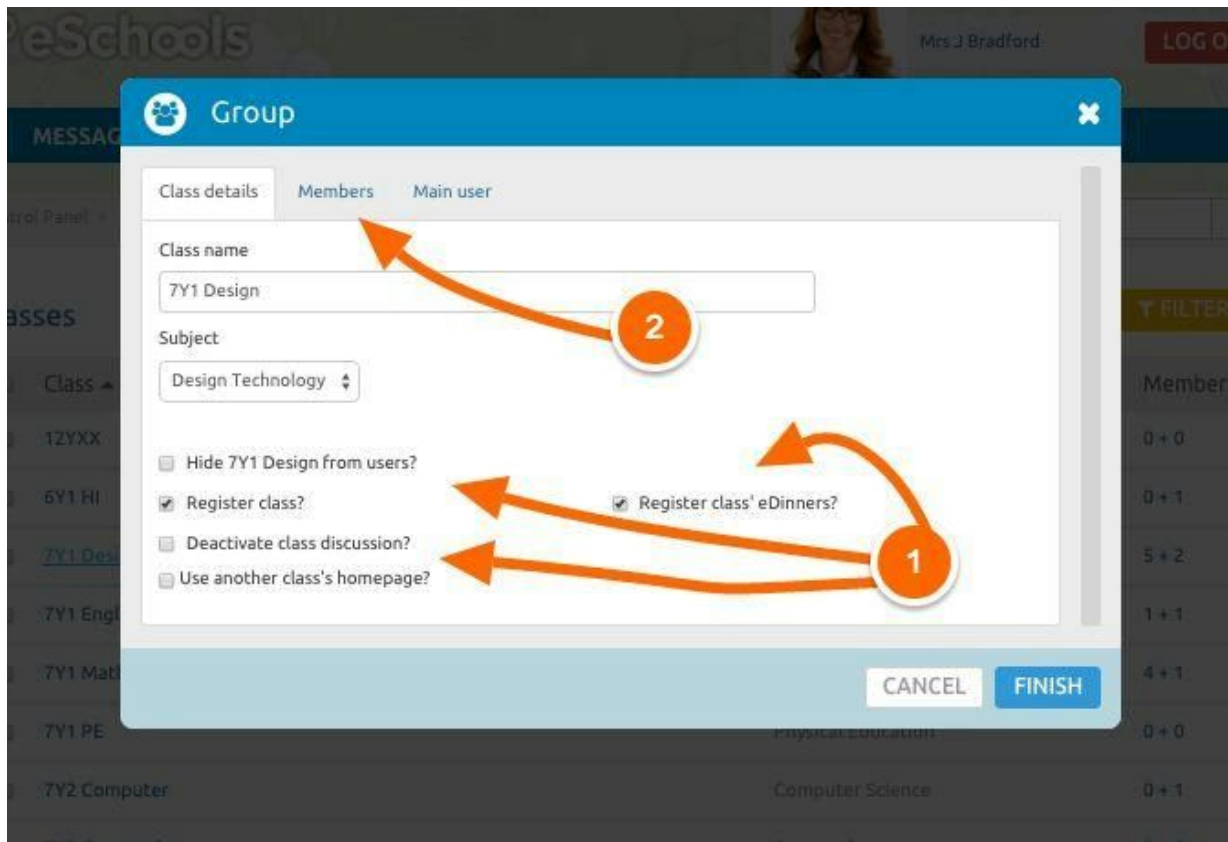 eSchools
Mrs J Bradford
LOG O
MESSAG
Group
Class details Members Main user
trol Panel
Class name
7Y1 Design
asses
2
FILTER
Subject
Design Technology
Class
Member
12YXX
0 + 0
Hide 7Y1 Design from users?
6Y1 HI
Register class? Register class' eDinners?
0 + 1
Deactivate class discussion?
7Y1 Desi
1
5 + 2
Use another class's homepage?
7Y1 Engl
1 + 1
7Y1 Mat
CANCEL FINISH
4 + 1
7Y1 PE Physical Education 0 + 0
7Y2 Computer Computer Science 0 + 1